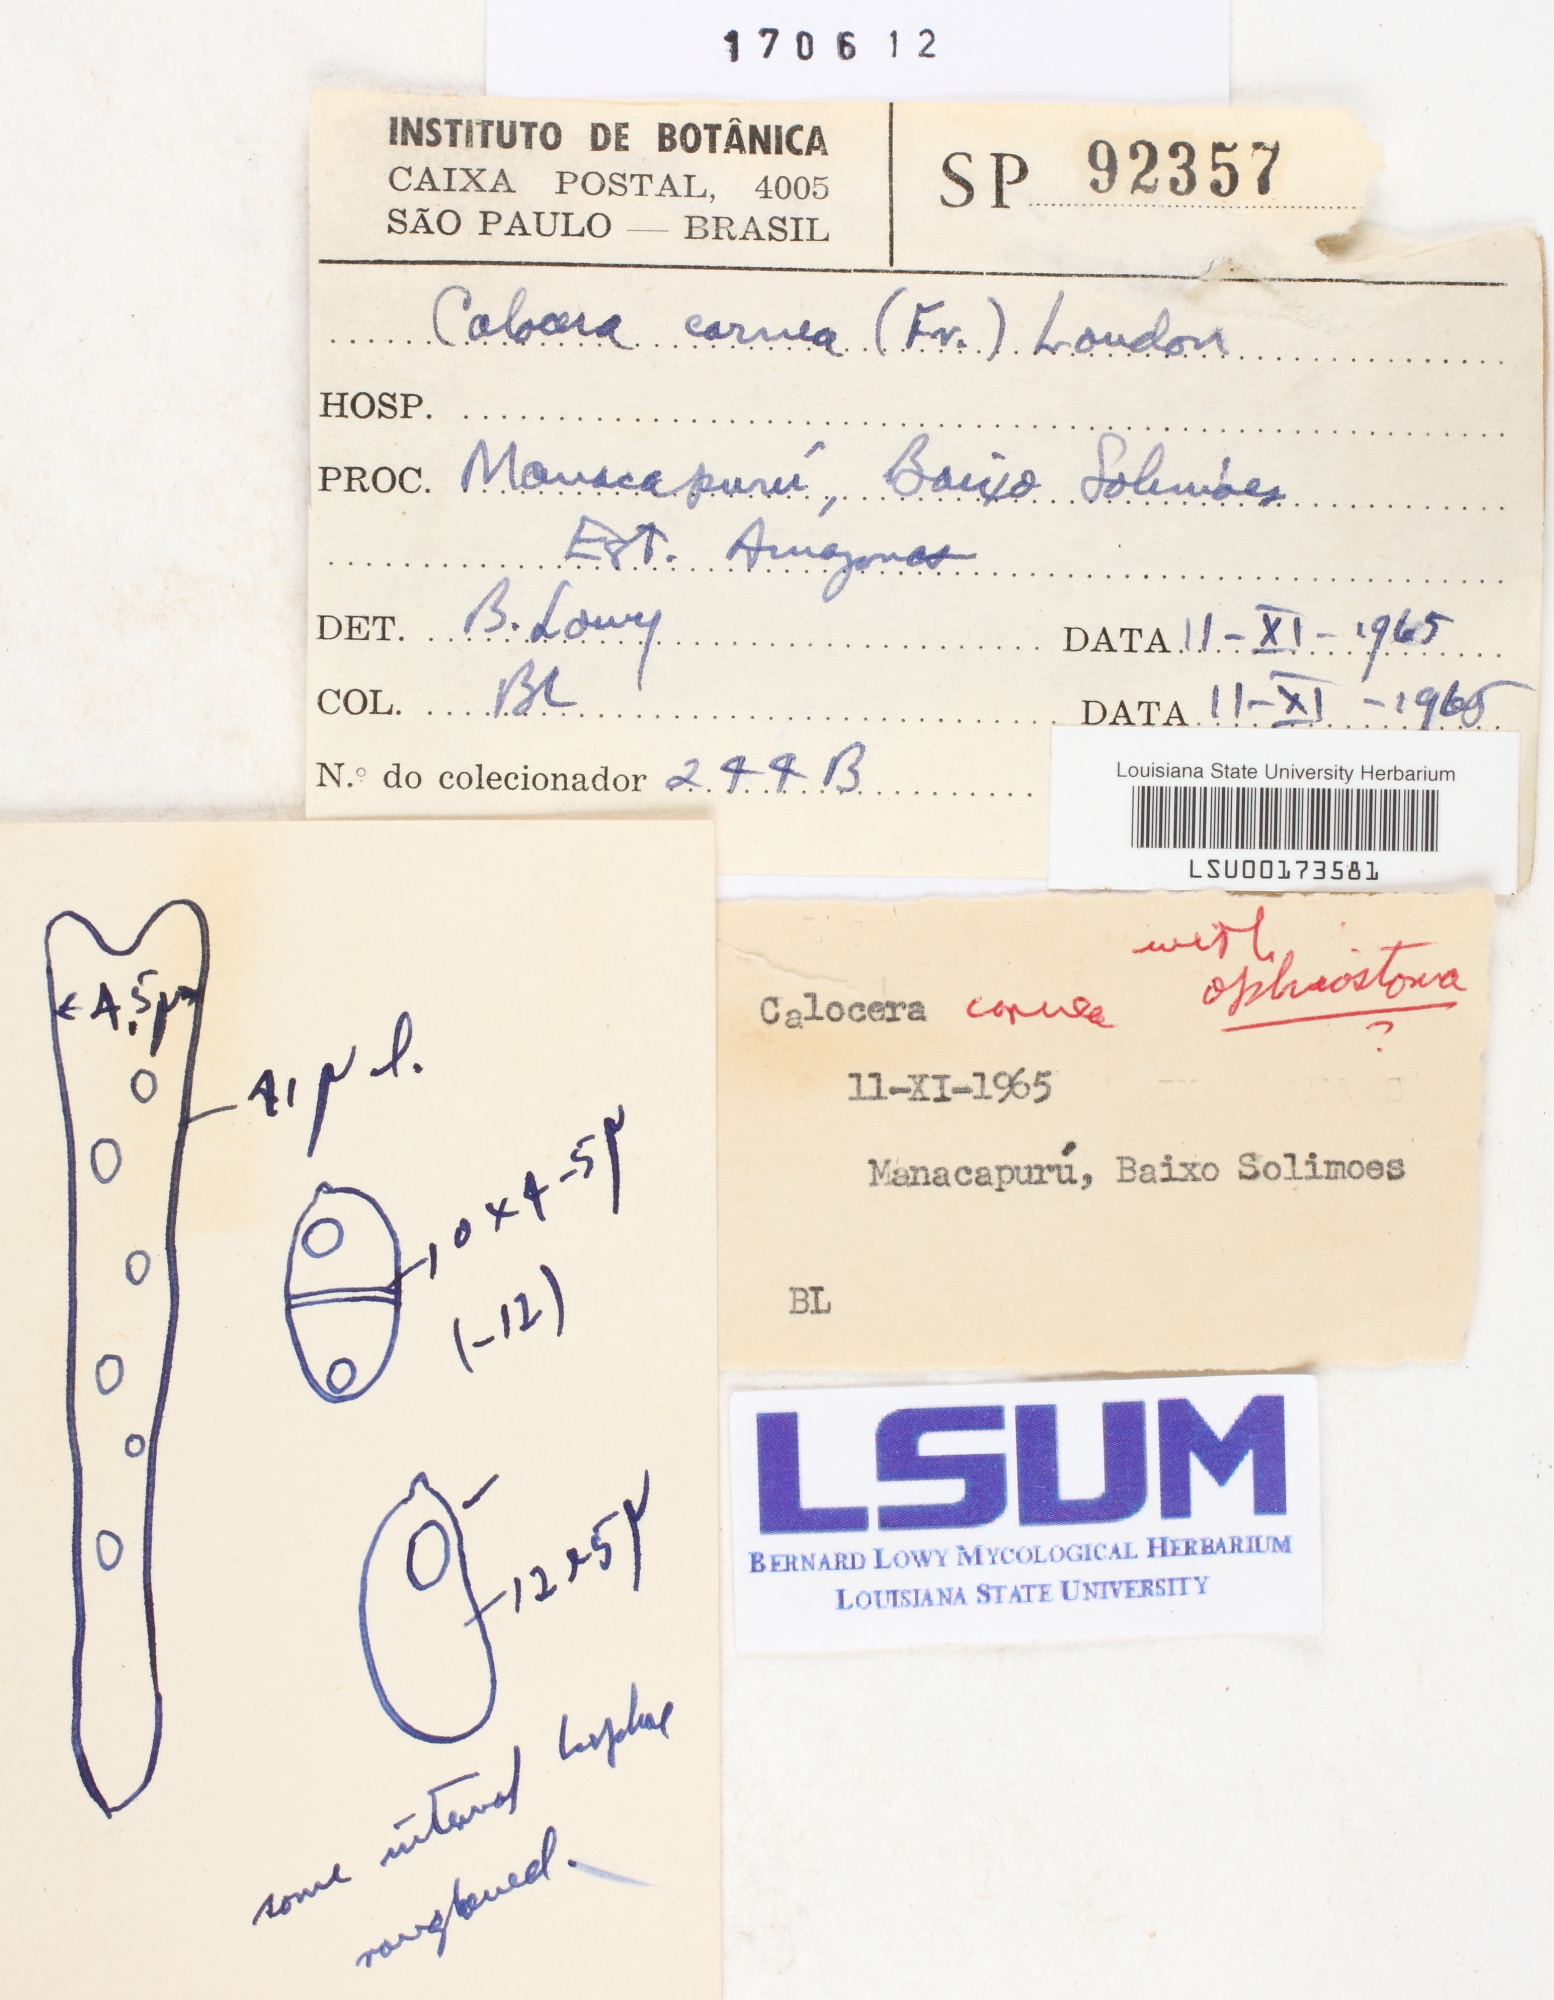 170612
INSTITUTO DE BOTÂNICA
CAIXA POSTAL, 4005
SÃO PAULO — BRASIL
SP 92357
Calocera cornea (Fr.) Loudon
HOSP.
PROC. Manacapurú, Baixo Solimões
Est. Amazonas
DET. B. Lowy DATA 11-XI-1965
COL. BL DATA 11-XI-1965
N.º do colecionador 244 B
Louisiana State University Herbarium
LSU00173581
with
ophiostoma
?
Calocera cornea
11-XI-1965
Manacapurú, Baixo Solimoes
BL
LSUM
BERNARD LOWY MYCOLOGICAL HERBARIUM
LOUISIANA STATE UNIVERSITY
4.5μ
41 μ l.
10 x 4-5μ
(-12)
12 x 5μ
some internal hyphae
roughened.